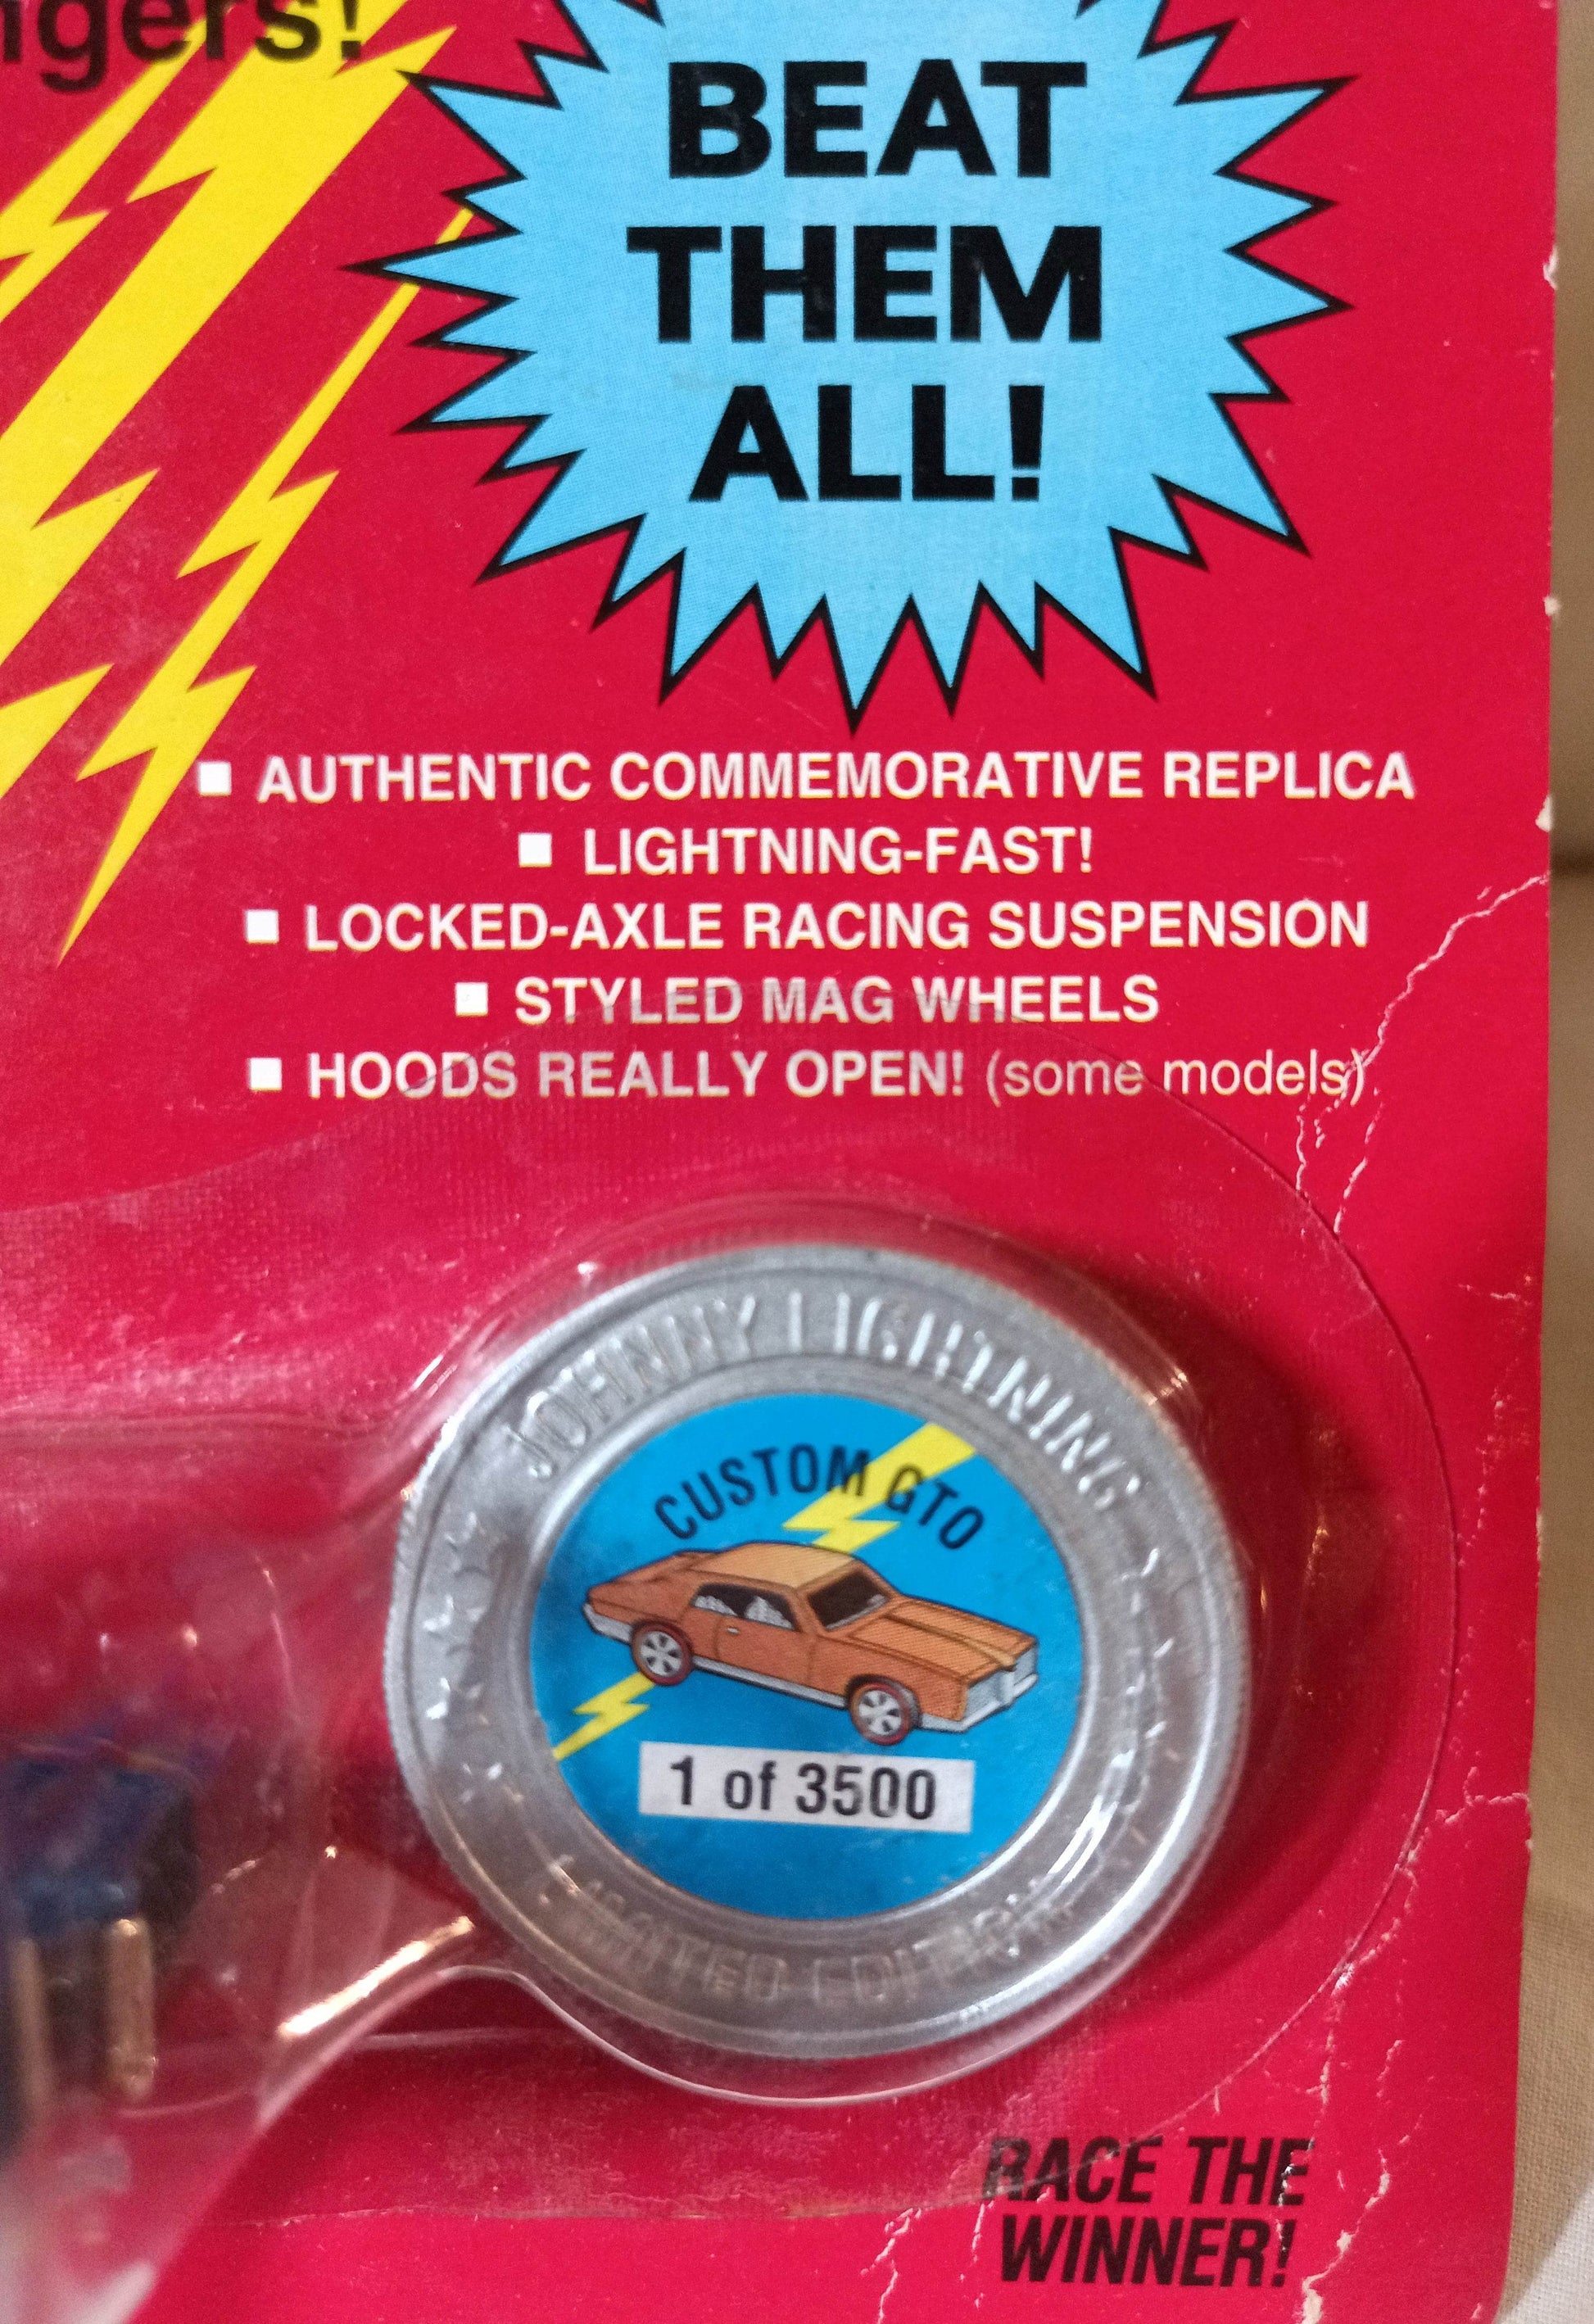 BEAT
THEM
ALL!
■ AUTHENTIC COMMEMORATIVE REPLICA
■ LIGHTNING-FAST!
■ LOCKED-AXLE RACING SUSPENSION
■ STYLED MAG WHEELS
■ HOODS REALLY OPEN! (some models)
JOHNNY LIGHTNING
CUSTOM GTO
1 of 3500
LIMITED EDITION
RACE THE
WINNER!